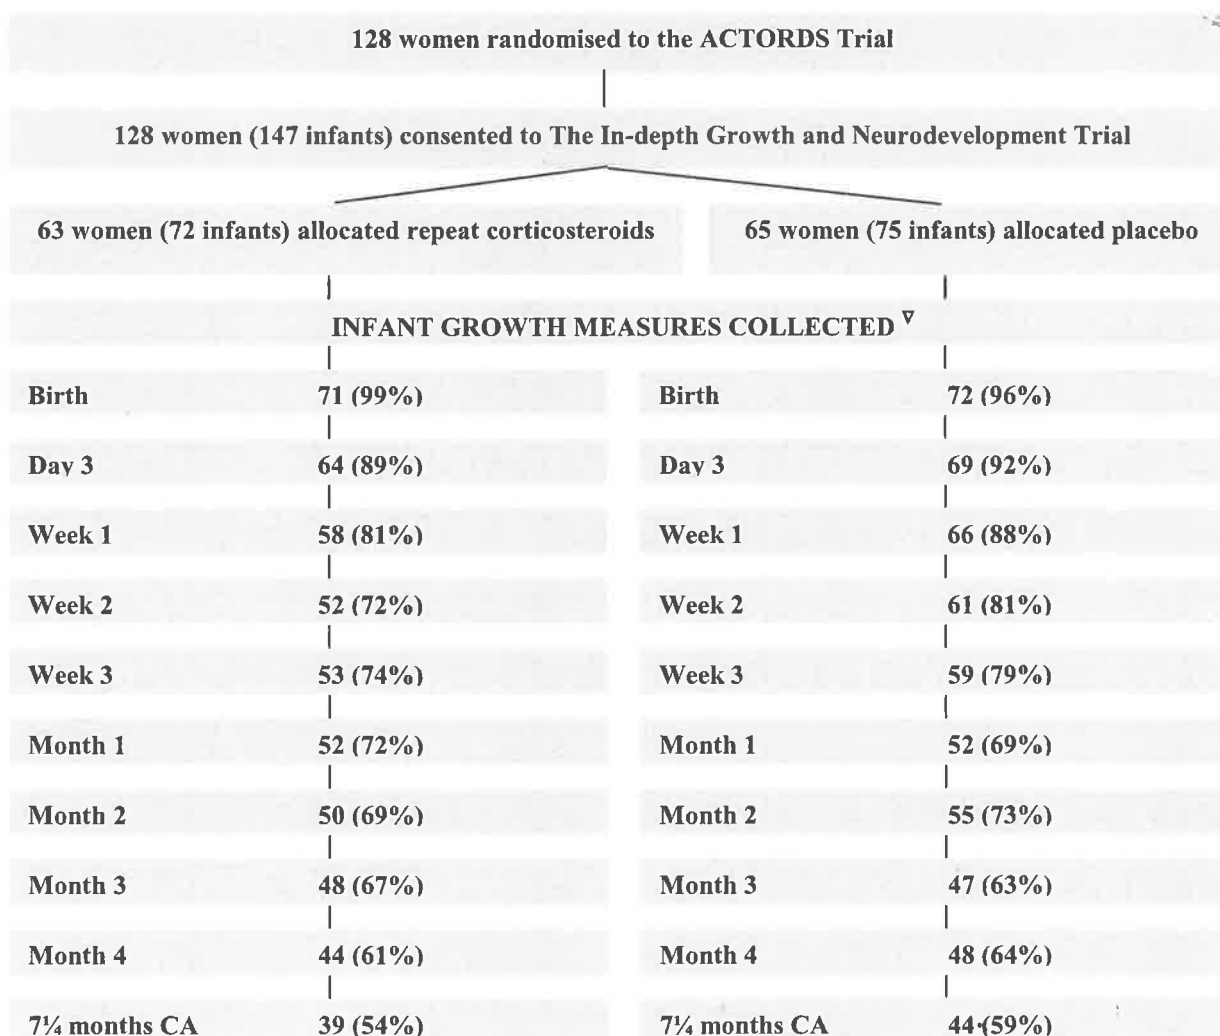 128 women randomised to the ACTORDS Trial
128 women (147 infants) consented to The In-depth Growth and Neurodevelopment Trial
63 women (72 infants) allocated repeat corticosteroids 65 women (75 infants) allocated placebo
INFANT GROWTH MEASURES COLLECTED ∇
Birth 71 (99%) Birth 72 (96%)
Day 3 64 (89%) Day 3 69 (92%)
Week 1 58 (81%) Week 1 66 (88%)
Week 2 52 (72%) Week 2 61 (81%)
Week 3 53 (74%) Week 3 59 (79%)
Month 1 52 (72%) Month 1 52 (69%)
Month 2 50 (69%) Month 2 55 (73%)
Month 3 48 (67%) Month 3 47 (63%)
Month 4 44 (61%) Month 4 48 (64%)
7¼ months CA 39 (54%) 7¼ months CA 44 (59%)